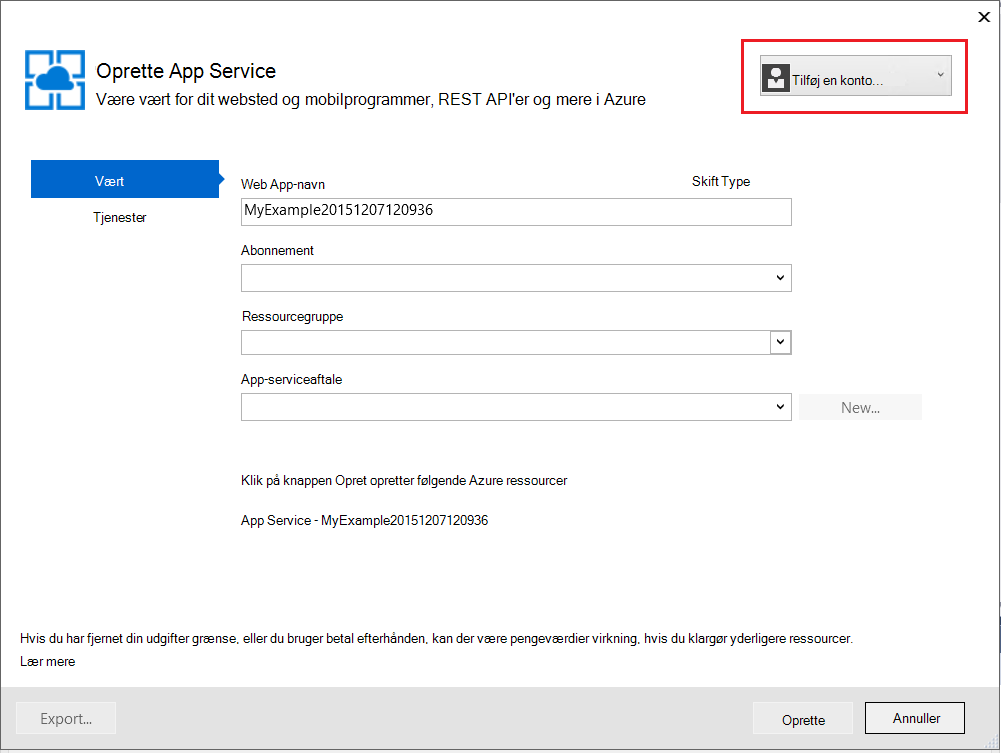 Oprette App Service
Være vært for dit websted og mobilprogrammer, REST API'er og mere i Azure
Tilføj en konto...
Vært
Tjenester
Web App-navn
Skift Type
MyExample20151207120936
Abonnement
Ressourcegruppe
App-serviceaftale
New...
Klik på knappen Opret opretter følgende Azure ressourcer
App Service - MyExample20151207120936
Hvis du har fjernet din udgifter grænse, eller du bruger betal efterhånden, kan der være pengeværdier virkning, hvis du klargør yderligere ressourcer.
Lær mere
Export...
Oprette
Annuller